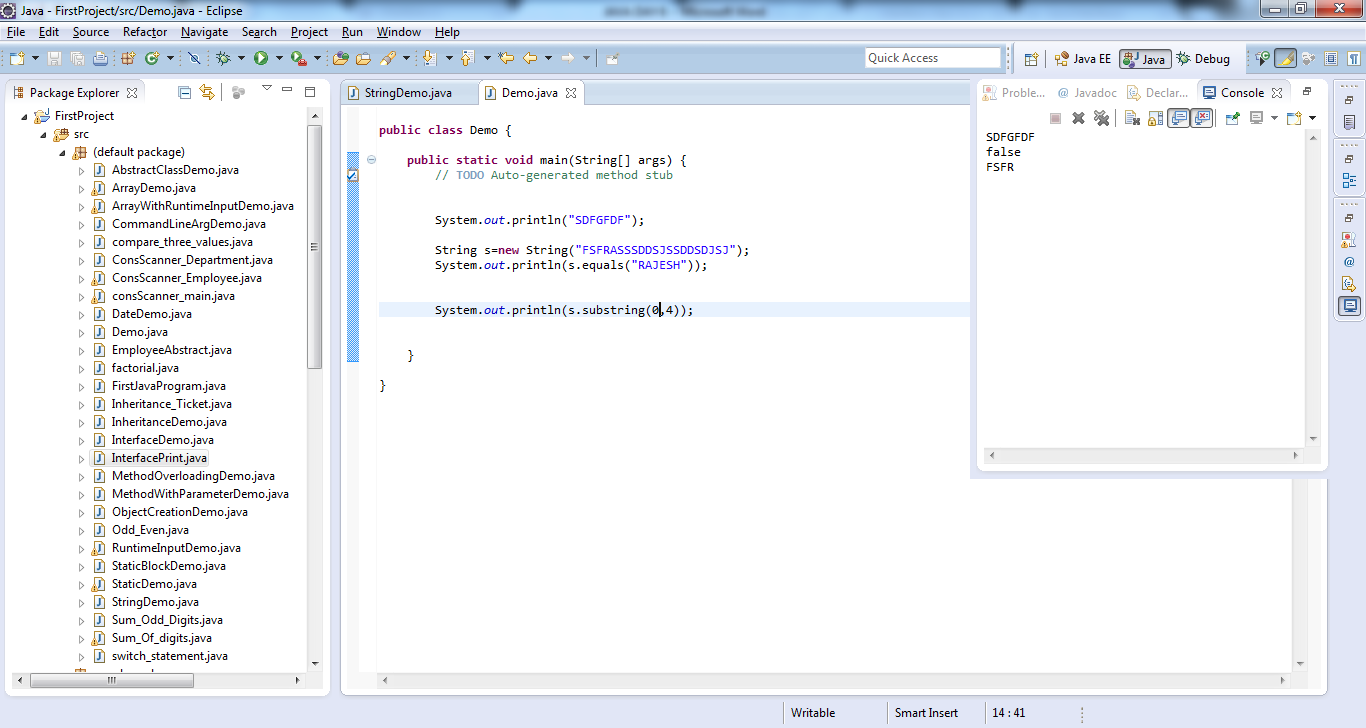 Java - FirstProject/src/Demo.java - Eclipse
File Edit Source Refactor Navigate Search Project Run Window Help
Quick Access
Java EE
Java
Debug
Package Explorer
FirstProject
src
(default package)
AbstractClassDemo.java
ArrayDemo.java
ArrayWithRuntimeInputDemo.java
CommandLineArgDemo.java
compare_three_values.java
ConsScanner_Department.java
ConsScanner_Employee.java
consScanner_main.java
DateDemo.java
Demo.java
EmployeeAbstract.java
factorial.java
FirstJavaProgram.java
Inheritance_Ticket.java
InheritanceDemo.java
InterfaceDemo.java
InterfacePrint.java
MethodOverloadingDemo.java
MethodWithParameterDemo.java
ObjectCreationDemo.java
Odd_Even.java
RuntimeInputDemo.java
StaticBlockDemo.java
StaticDemo.java
StringDemo.java
Sum_Odd_Digits.java
Sum_Of_digits.java
switch_statement.java
StringDemo.java
Demo.java
public class Demo {
public static void main(String[] args) {
// TODO Auto-generated method stub
System.out.println("SDFGFDF");
String s=new String("FSFRASSSDDSJSSDDSDJSJ");
System.out.println(s.equals("RAJESH"));
System.out.println(s.substring(0,4));
}
}
Proble...
@ Javadoc
Declar...
Console
SDFGFDF
false
FSFR
Writable
Smart Insert
14 : 41